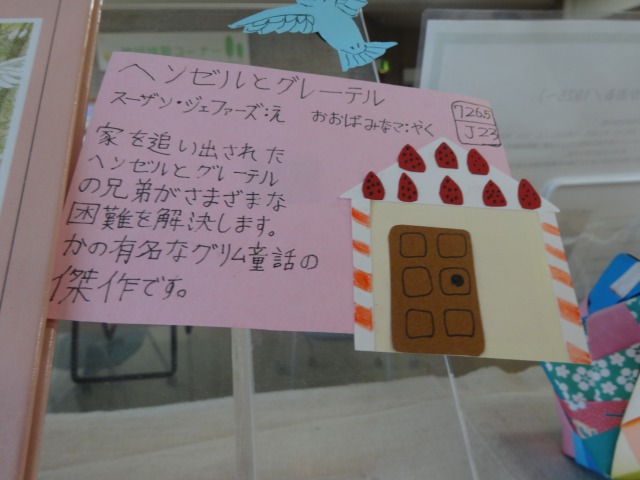 ヘンゼルとグレーテル
スーザン・ジェファーズ:え おおばみなこ:やく
726.5
J23
家を追い出された
ヘンゼルとグレーテル
の兄弟がさまざまな
困難を解決します。
かの有名なグリム童話の
傑作です。